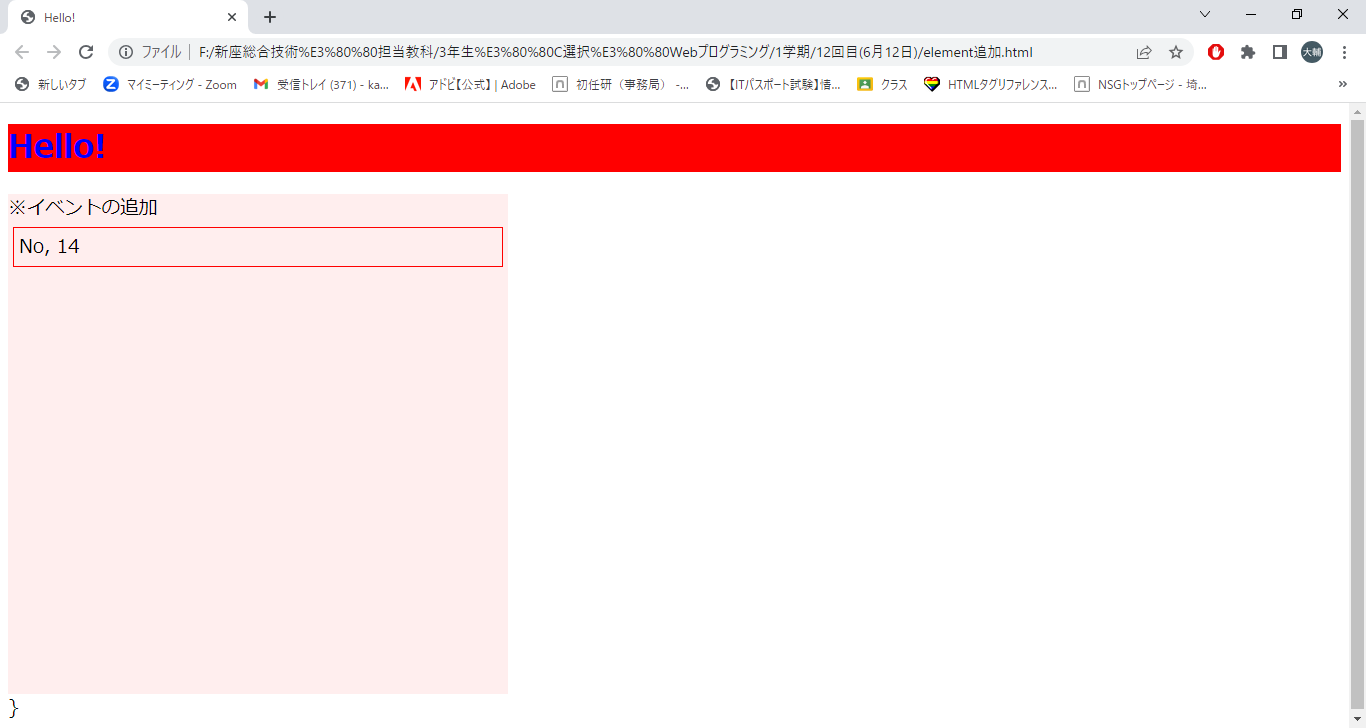 Hello!
ファイル
F:/新座総合技術%E3%80%80担当教科/3年生%E3%80%80C選択%E3%80%80Webプログラミング/1学期/12回目(6月12日)/element追加.html
大輔
新しいタブ
マイミーティング - Zoom
受信トレイ (371) - ka...
アドビ【公式】 | Adobe
初任研（事務局） -...
【ITパスポート試験】情...
クラス
HTMLタグリファレンス...
NSGトップページ - 埼...
»
Hello!
※イベントの追加
No, 14
}